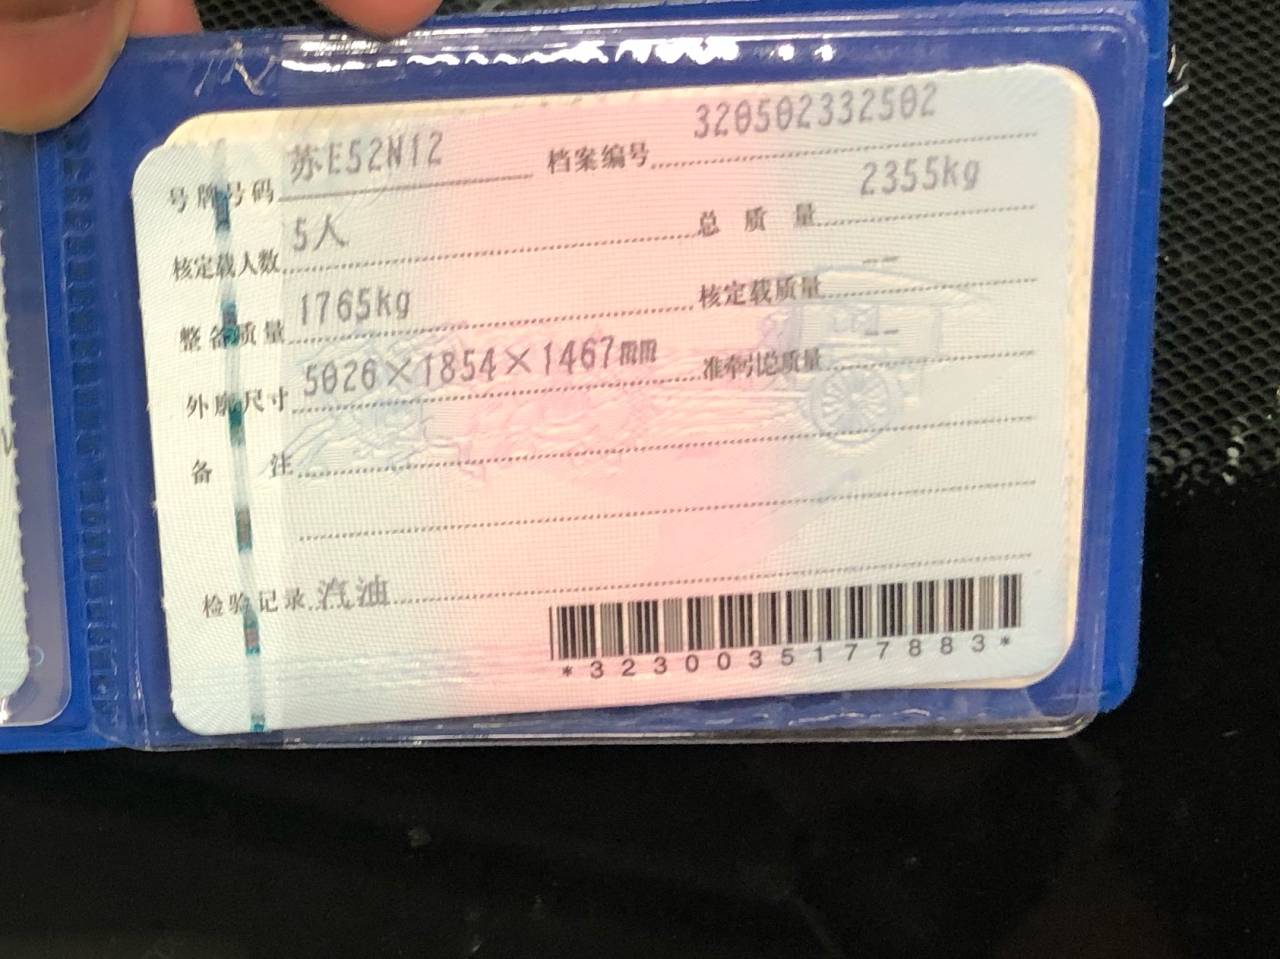 号牌号码 苏E52N12 档案编号 320502332502
核定载人数 5人 总质量 2355kg
整备质量 1765kg 核定载质量 --
外廓尺寸 5026×1854×1467mm 准牵引总质量 --
备注
检验记录 汽油
*3230035177883*